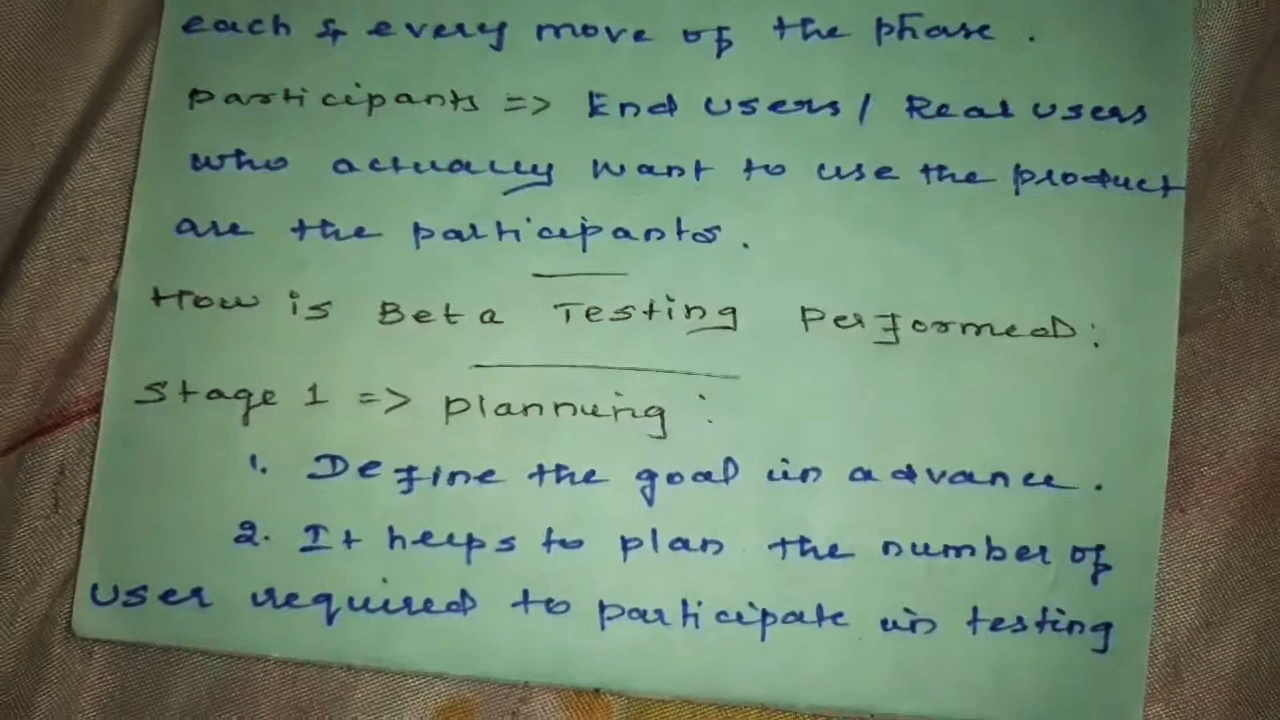 each & every move of the phase.
Participants => End users/ Real users
who actually want to use the product
are the participants.
How is Beta Testing Performed:
Stage 1 => planning:
1. Define the goal in advance.
2. It helps to plan the number of
user required to participate in testing